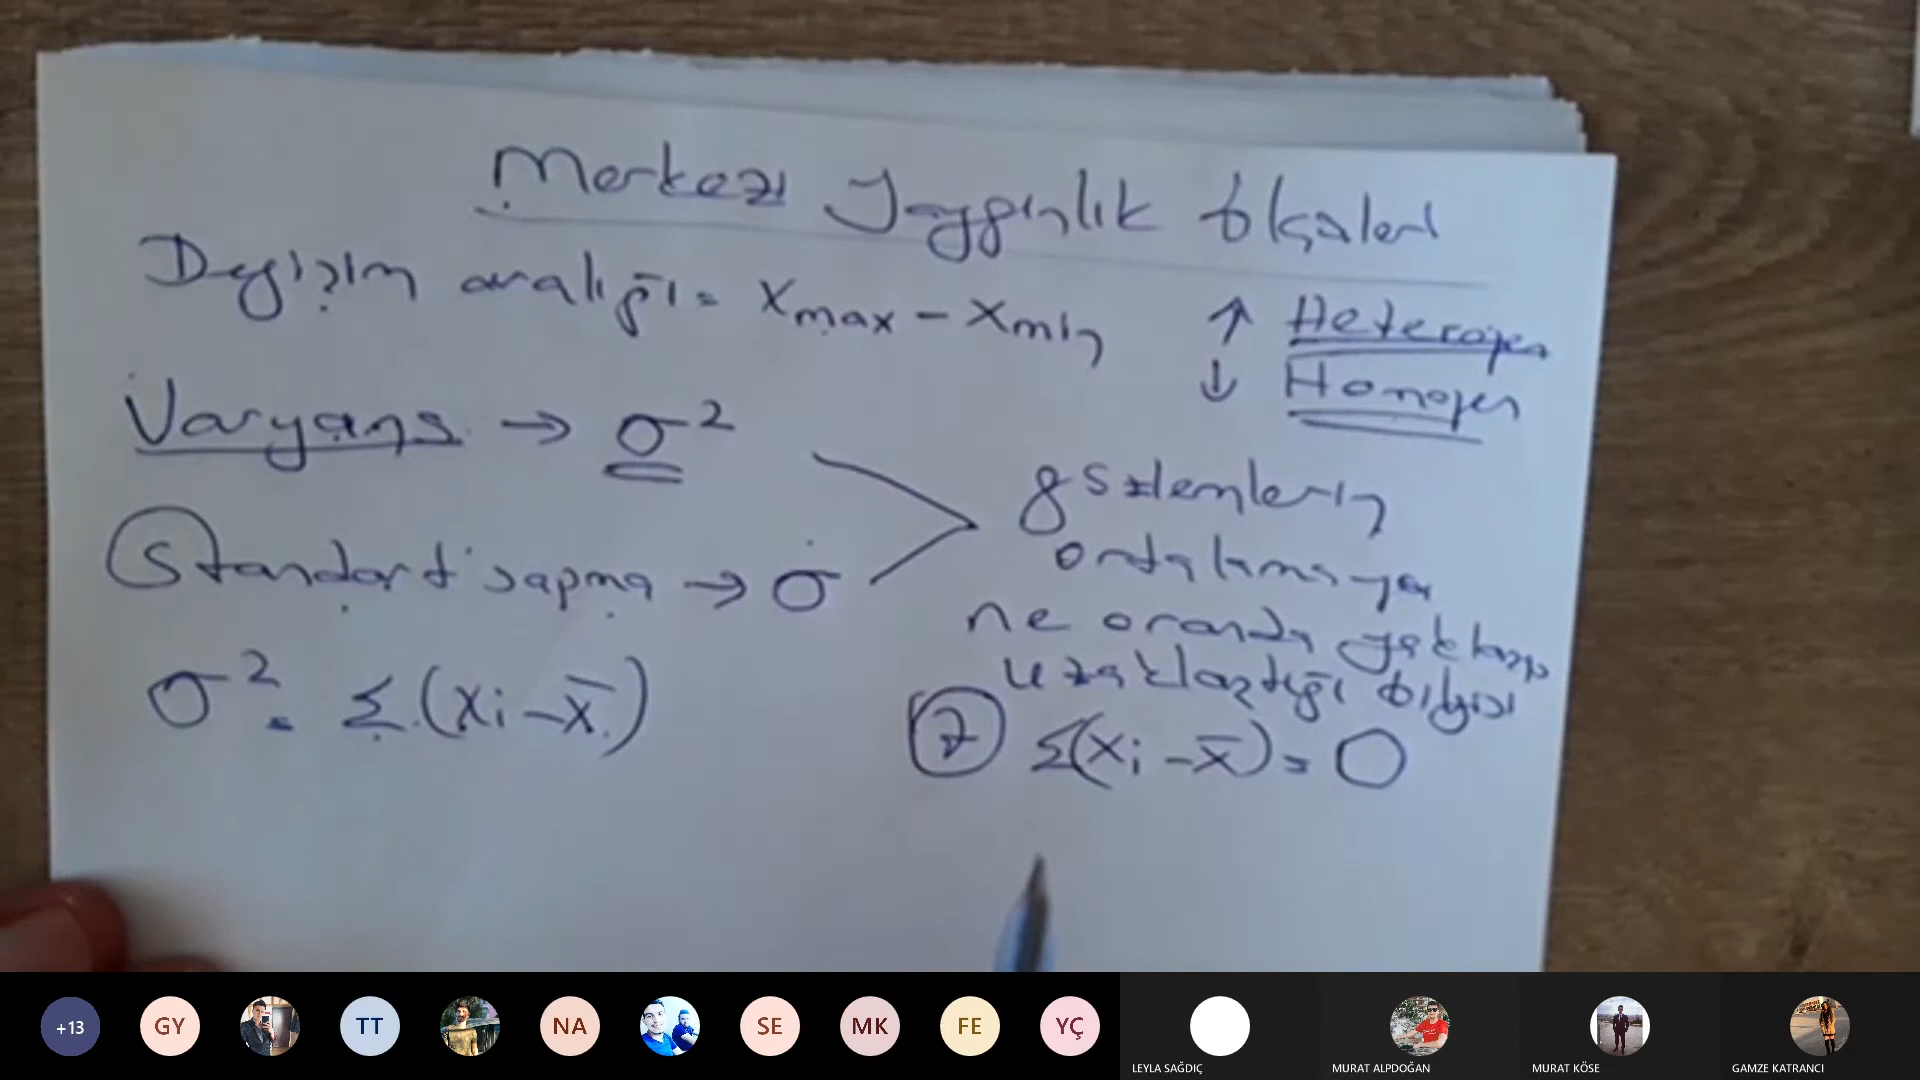 Merkezi Yaygınlık ölçüleri
Değişim aralığı = Xmax - Xmin
↑ Heterojen
↓ Homojen
Varyans → σ²
Standart sapma → σ
gözlemlerin
ortalamaya
ne oranda yaklaşıp
uzaklaştığı bilgisi
σ² = Σ(xi - x̄)
② Σ(xi - x̄) = 0
+13
GY
TT
NA
SE
MK
FE
YÇ
LEYLA SAĞDIÇ
MURAT ALPDOĞAN
MURAT KÖSE
GAMZE KATRANCI